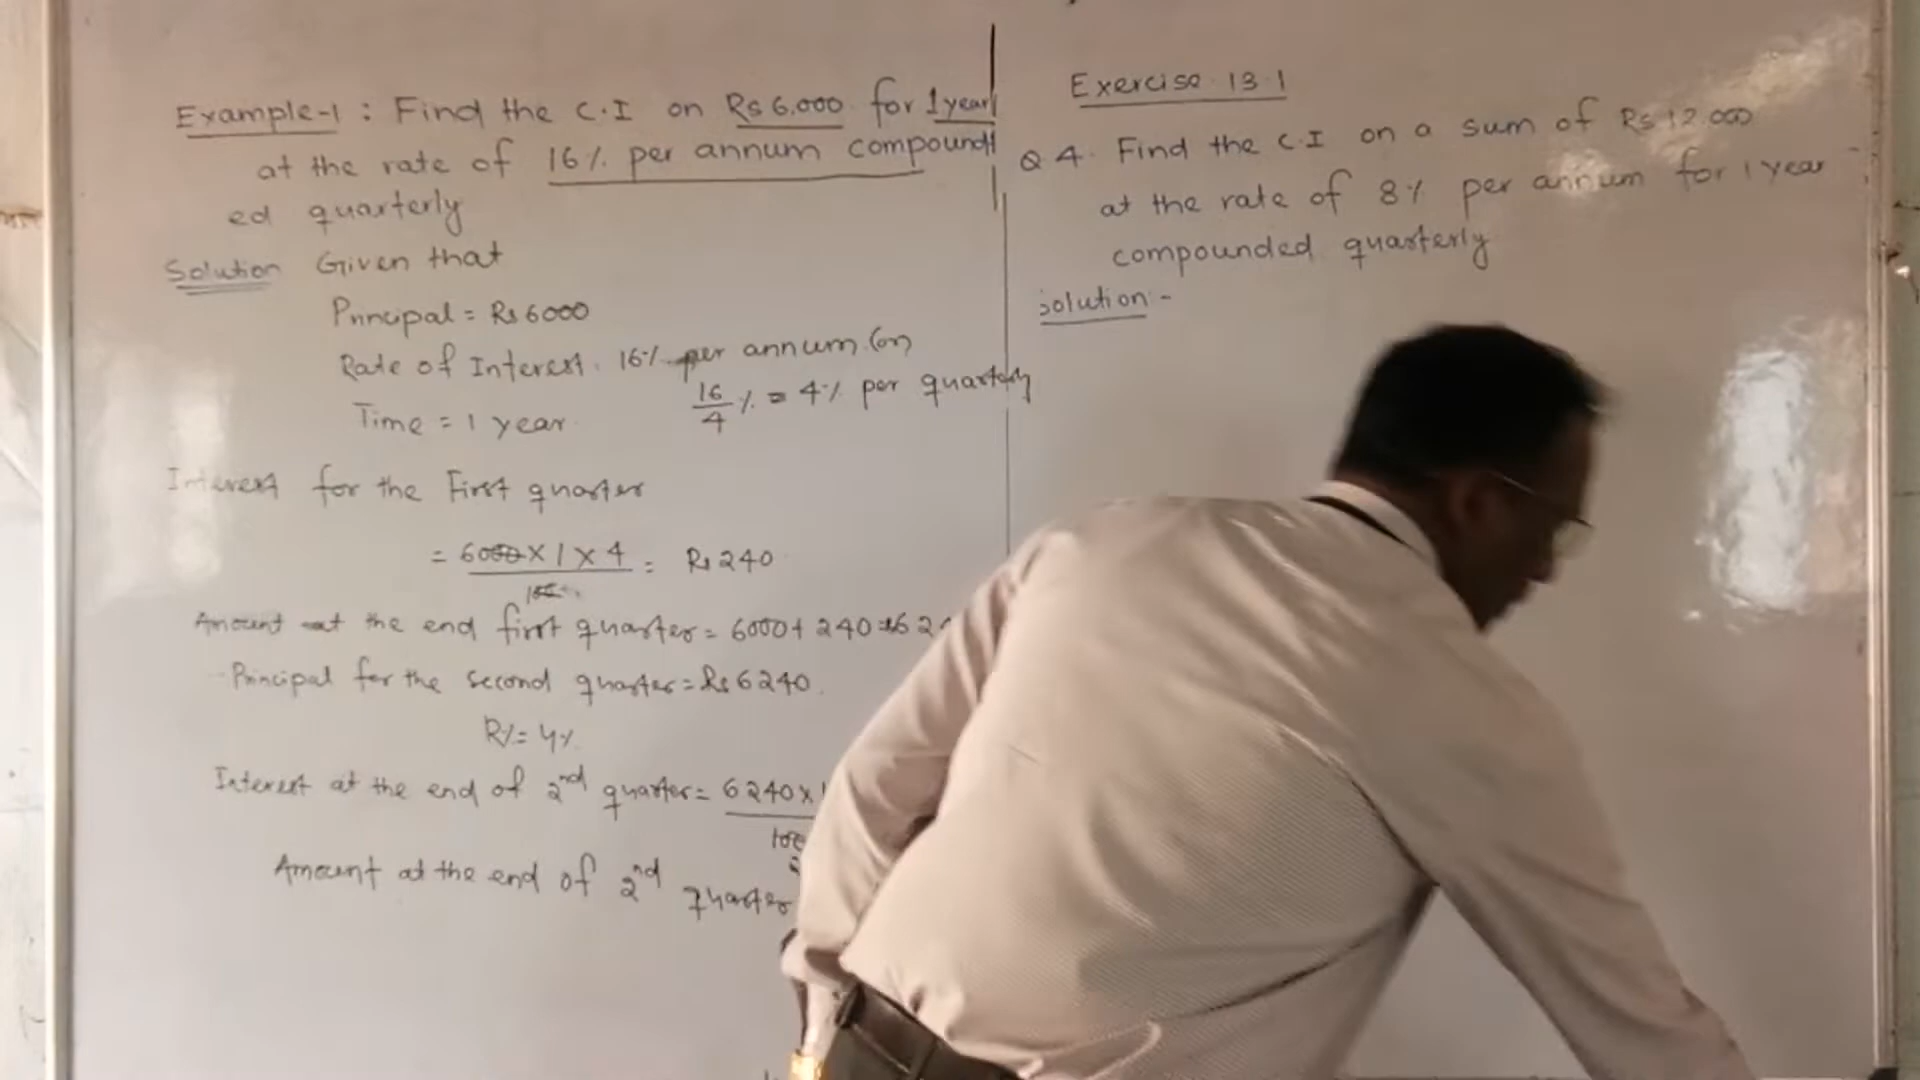 Example-1 : Find the C.I on Rs 6,000 for 1 year
at the rate of 16% per annum compound
ed quarterly
Solution Given that
Principal = Rs 6000
Rate of Interest. 16% per annum (or)
16/4 % = 4% per quarterly
Time = 1 year
Interest for the First quarter
= 6000 X 1 X 4 / 100 = Rs 240
Amount at the end first quarter = 6000 + 240 =
Principal for the second quarter = Rs 6240
R% = 4%
Interest at the end of 2nd quarter = 6240 x
100
Amount at the end of 2nd quarter
Exercise 13.1
Q 4. Find the C.I on a sum of Rs 12,000
at the rate of 8% per annum for 1 year
compounded quarterly
solution -